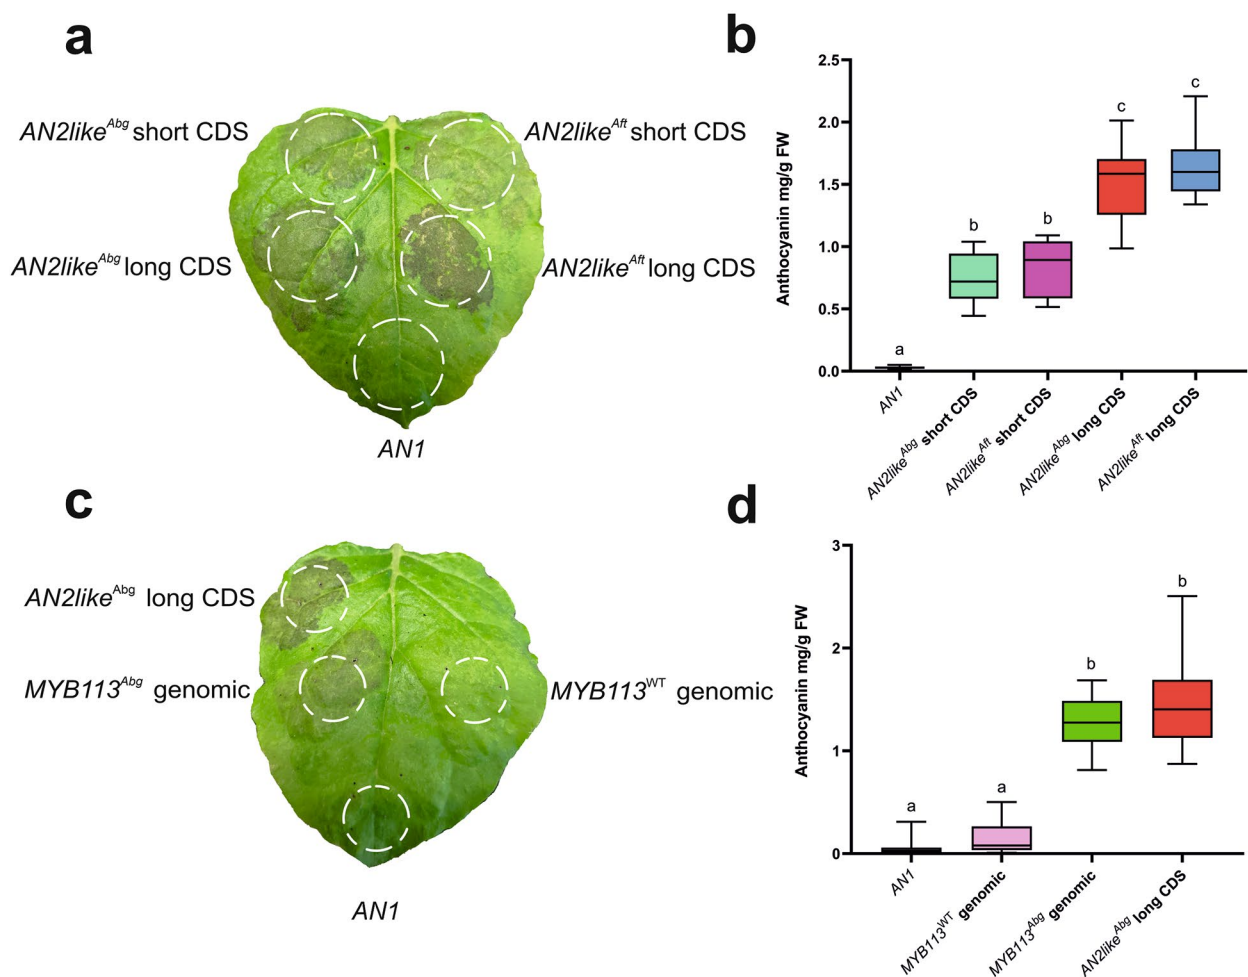 a
AN2like^Abg short CDS
AN2like^Aft short CDS
AN2like^Abg long CDS
AN2like^Aft long CDS
AN1
b
Anthocyanin mg/g FW
2.5
2.0
1.5
1.0
0.5
0.0
a
b
b
c
c
AN1
AN2like^Abg short CDS
AN2like^Aft short CDS
AN2like^Abg long CDS
AN2like^Aft long CDS
c
AN2like^Abg long CDS
MYB113^Abg genomic
MYB113^WT genomic
AN1
d
Anthocyanin mg/g FW
3
2
1
0
a
a
b
b
AN1
MYB113^WT genomic
MYB113^Abg genomic
AN2like^Abg long CDS